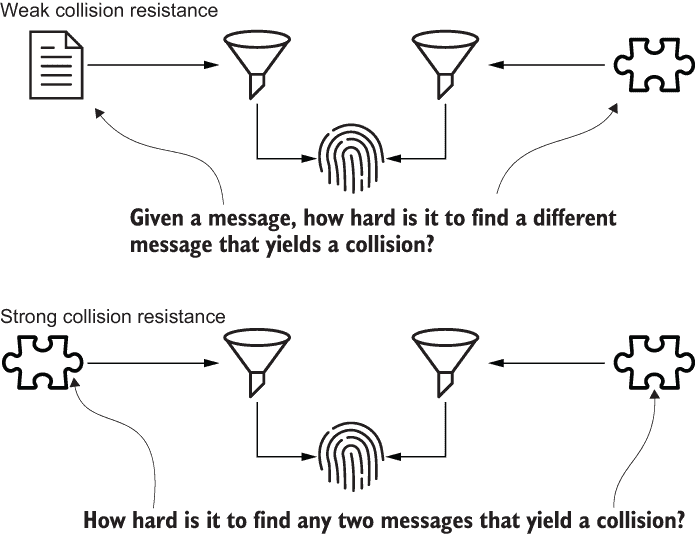 Weak collision resistance
Given a message, how hard is it to find a different
message that yields a collision?
Strong collision resistance
How hard is it to find any two messages that yield a collision?